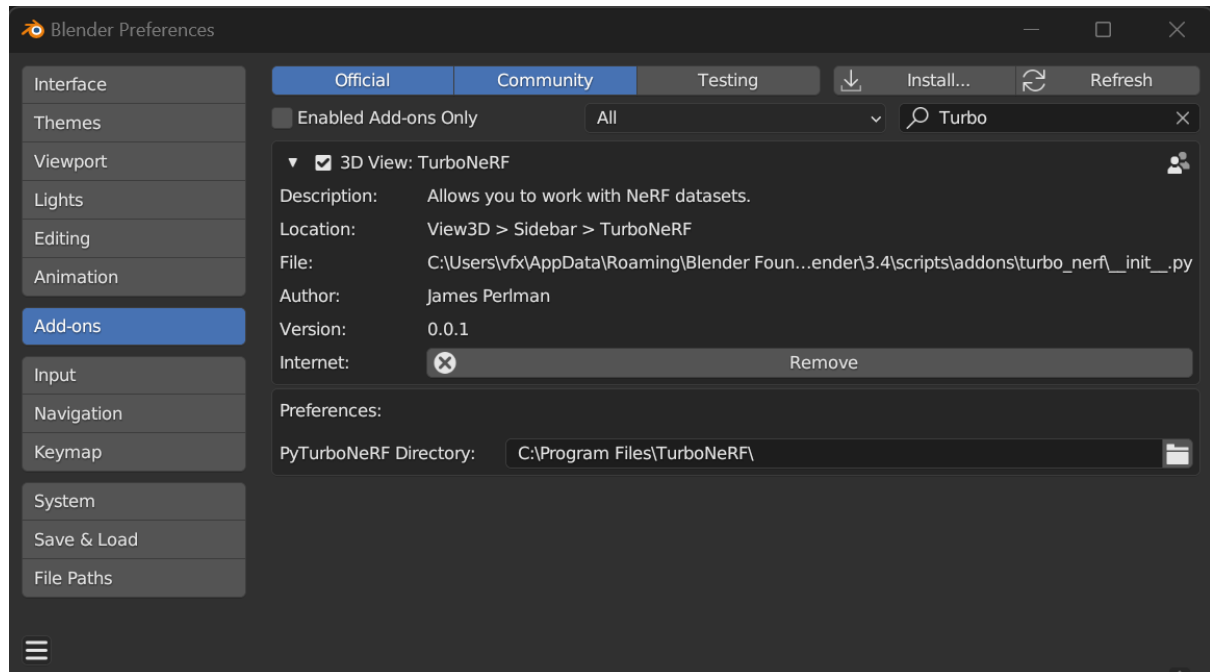 Blender Preferences
Interface
Themes
Viewport
Lights
Editing
Animation
Add-ons
Input
Navigation
Keymap
System
Save & Load
File Paths
Official Community Testing Install... Refresh
Enabled Add-ons Only All Turbo
3D View: TurboNeRF
Description: Allows you to work with NeRF datasets.
Location: View3D > Sidebar > TurboNeRF
File: C:\Users\vfx\AppData\Roaming\Blender Foun...ender\3.4\scripts\addons\turbo_nerf\__init__.py
Author: James Perlman
Version: 0.0.1
Internet: Remove
Preferences:
PyTurboNeRF Directory: C:\Program Files\TurboNeRF\